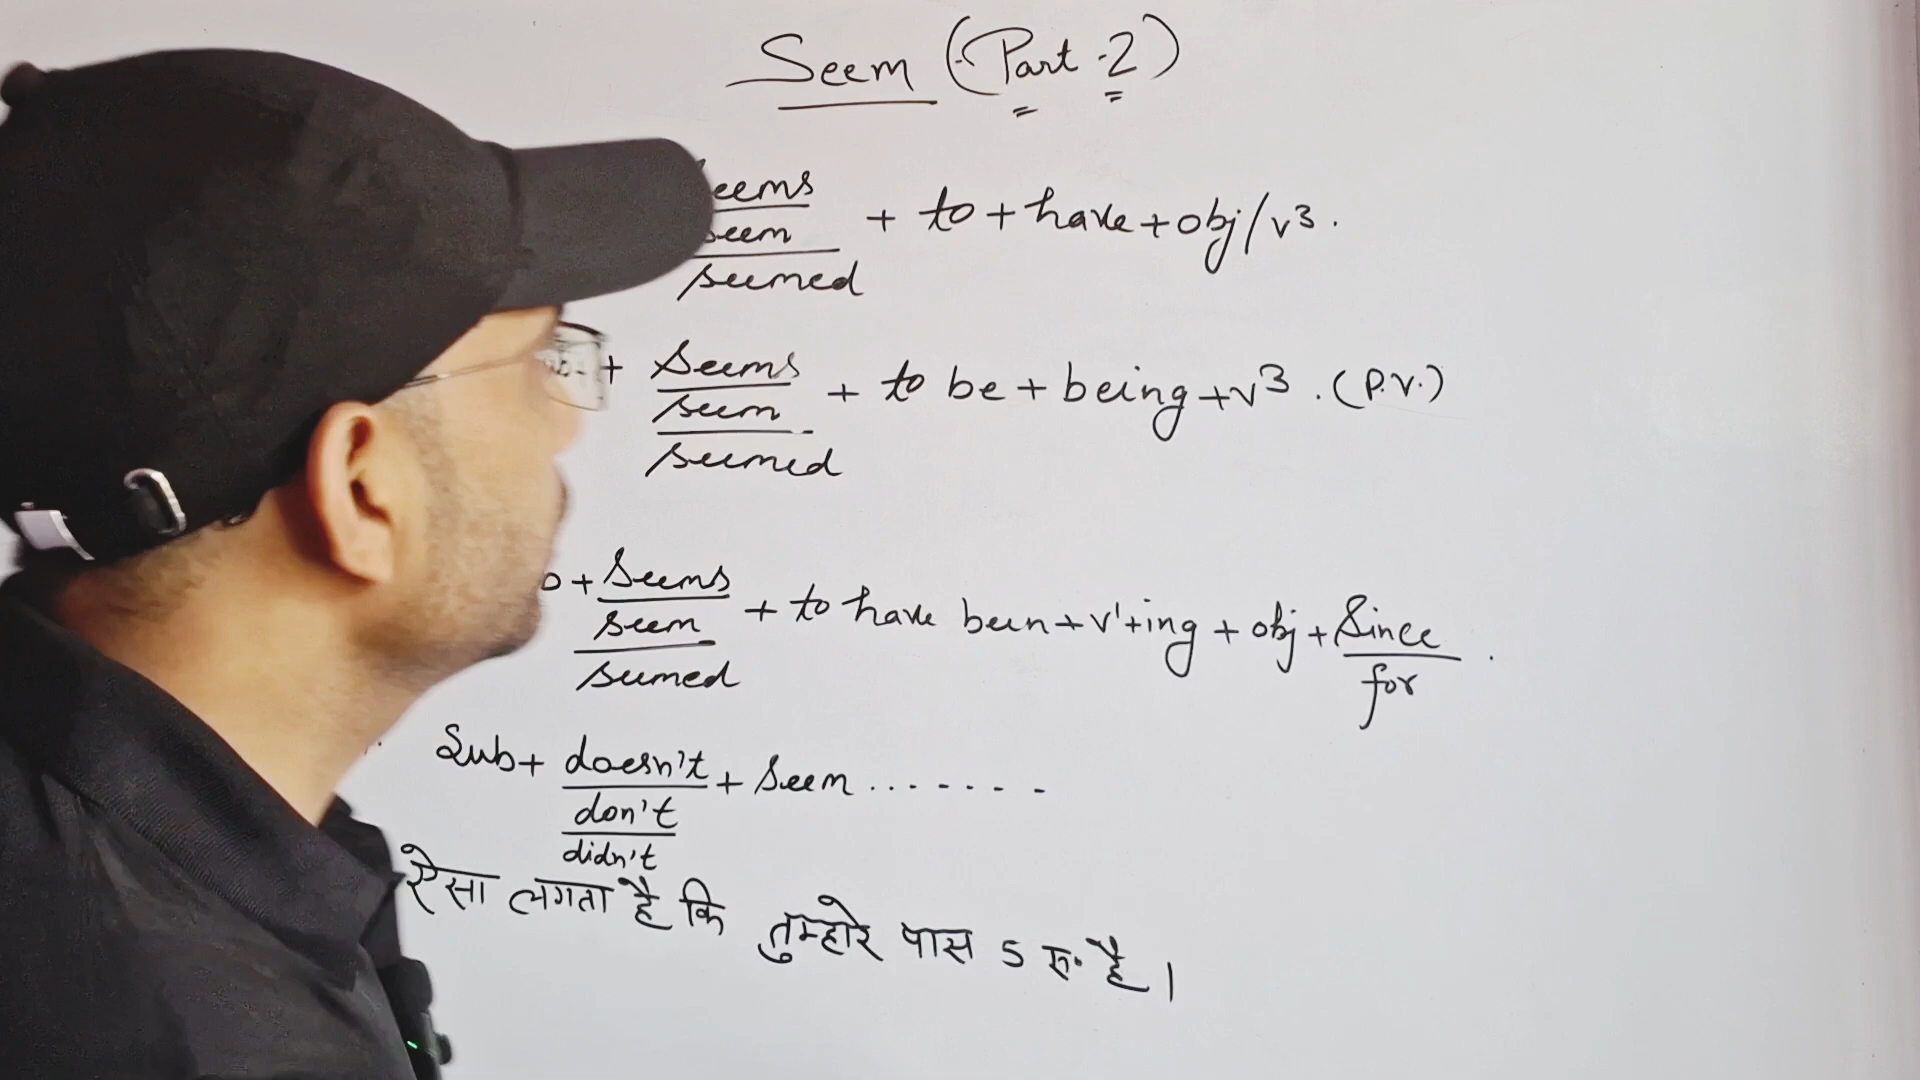 Seem (Part-2)
seem + to + have + obj/v3.
seemed
+ Seems
seem + to be + being + v3. (P.V.)
seemed
+ Seems
seem + to have been + v1+ing + obj + Since
seemed for
Sub + doesn't + Seem .......
don't
didn't
ऐसा लगता है कि तुम्हारे पास 5 रु. है।